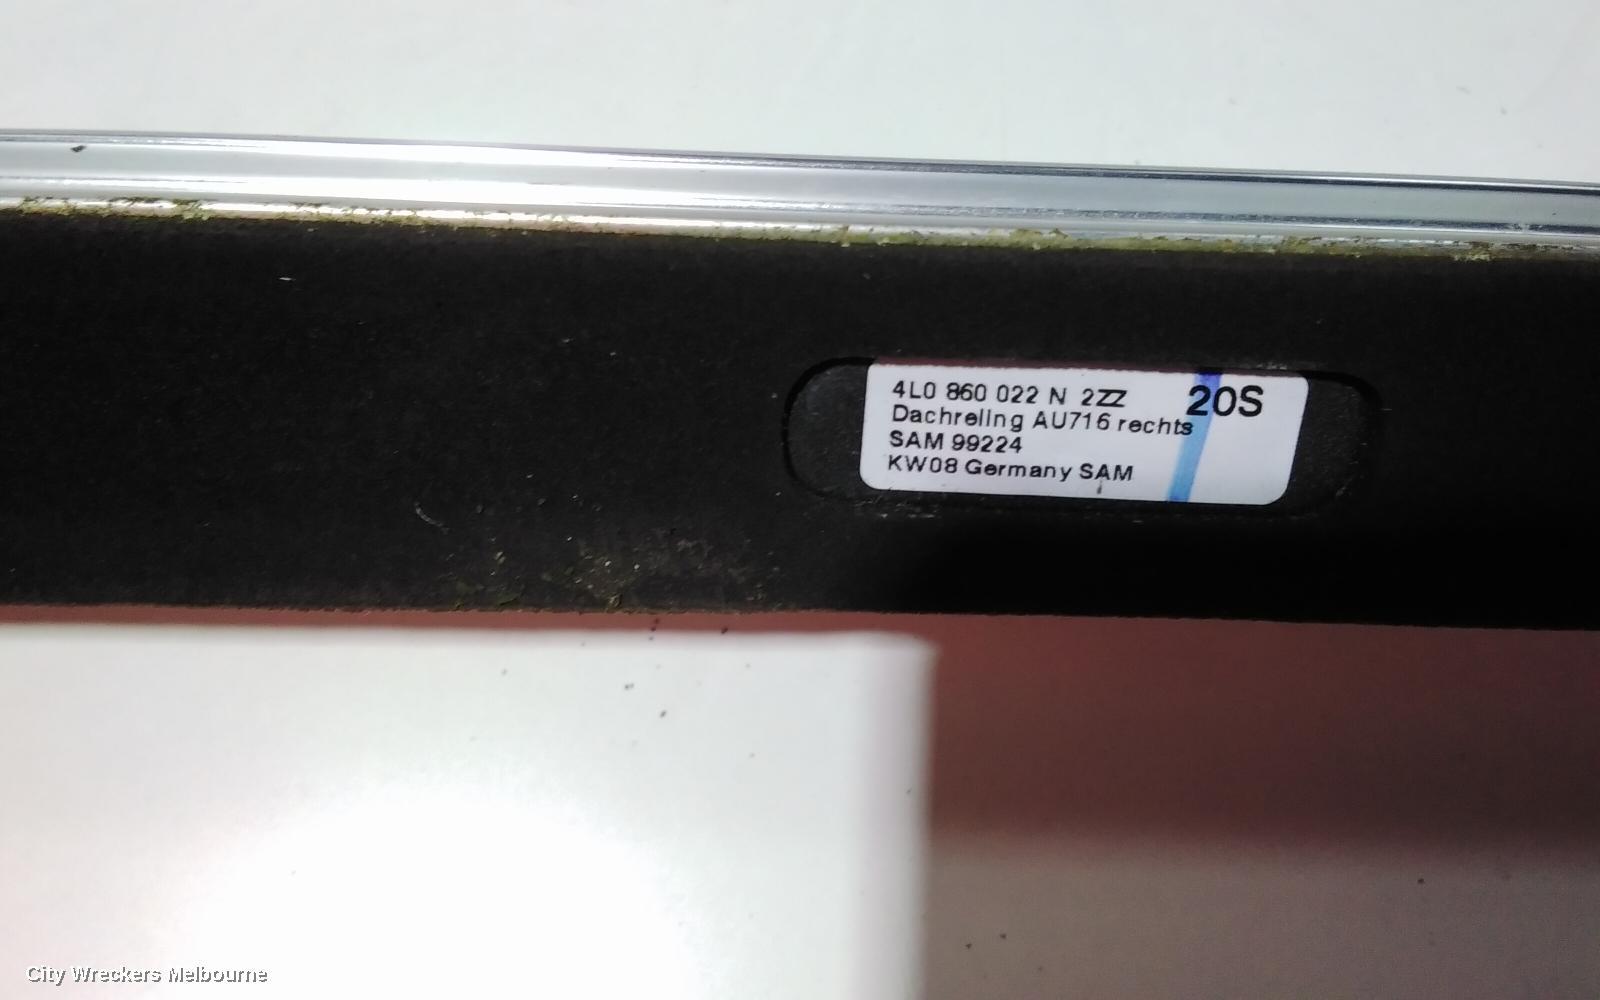 4L0 860 022 N 2ZZ 20S
Dachreling AU716 rechts
SAM 99224
KW08 Germany SAM
City Wreckers Melbourne